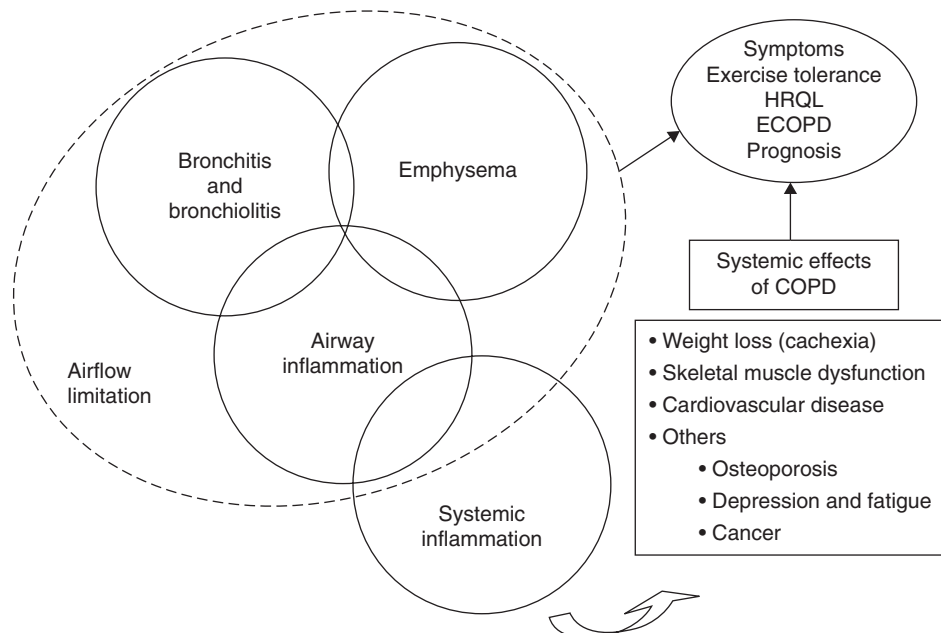 Symptoms
Exercise tolerance
HRQL
ECOPD
Prognosis
Bronchitis
and
bronchiolitis
Emphysema
Systemic effects
of COPD
Airway
inflammation
Airflow
limitation
• Weight loss (cachexia)
• Skeletal muscle dysfunction
• Cardiovascular disease
• Others
• Osteoporosis
• Depression and fatigue
• Cancer
Systemic
inflammation